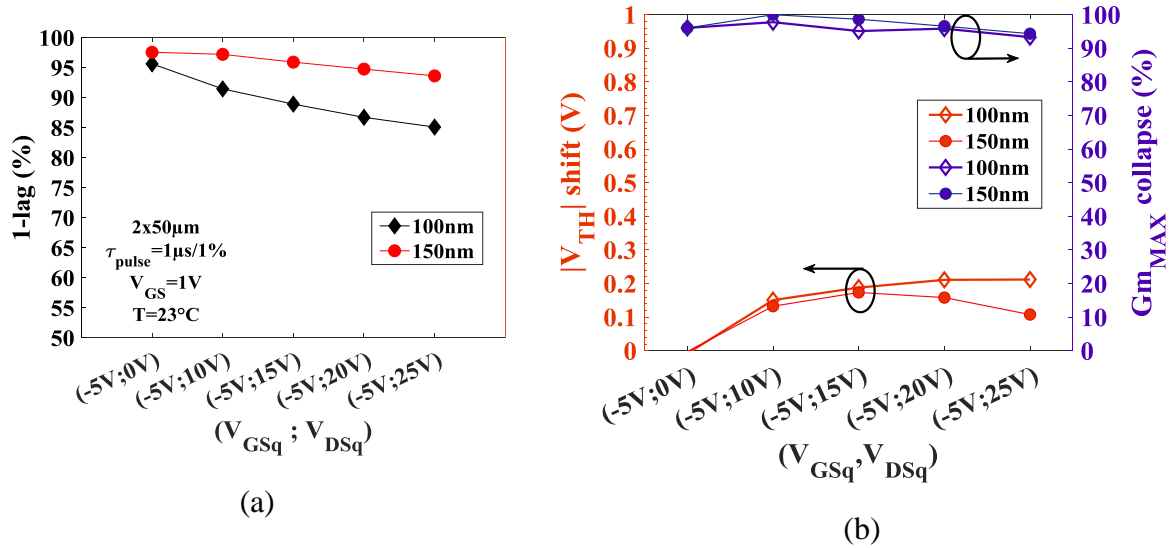 1-lag (%)
100
95
90
85
80
75
70
65
60
55
50
2x50µm
τpulse=1µs/1%
VGS=1V
T=23°C
100nm
150nm
(-5V;0V)
(-5V;10V)
(-5V;15V)
(-5V;20V)
(-5V;25V)
(VGSq ; VDSq)
(a)
|VTH| shift (V)
1
0.9
0.8
0.7
0.6
0.5
0.4
0.3
0.2
0.1
0
100nm
150nm
100nm
150nm
100
90
80
70
60
50
40
30
20
10
0
GmMAX collapse (%)
(-5V;0V)
(-5V;10V)
(-5V;15V)
(-5V;20V)
(-5V;25V)
(VGSq,VDSq)
(b)